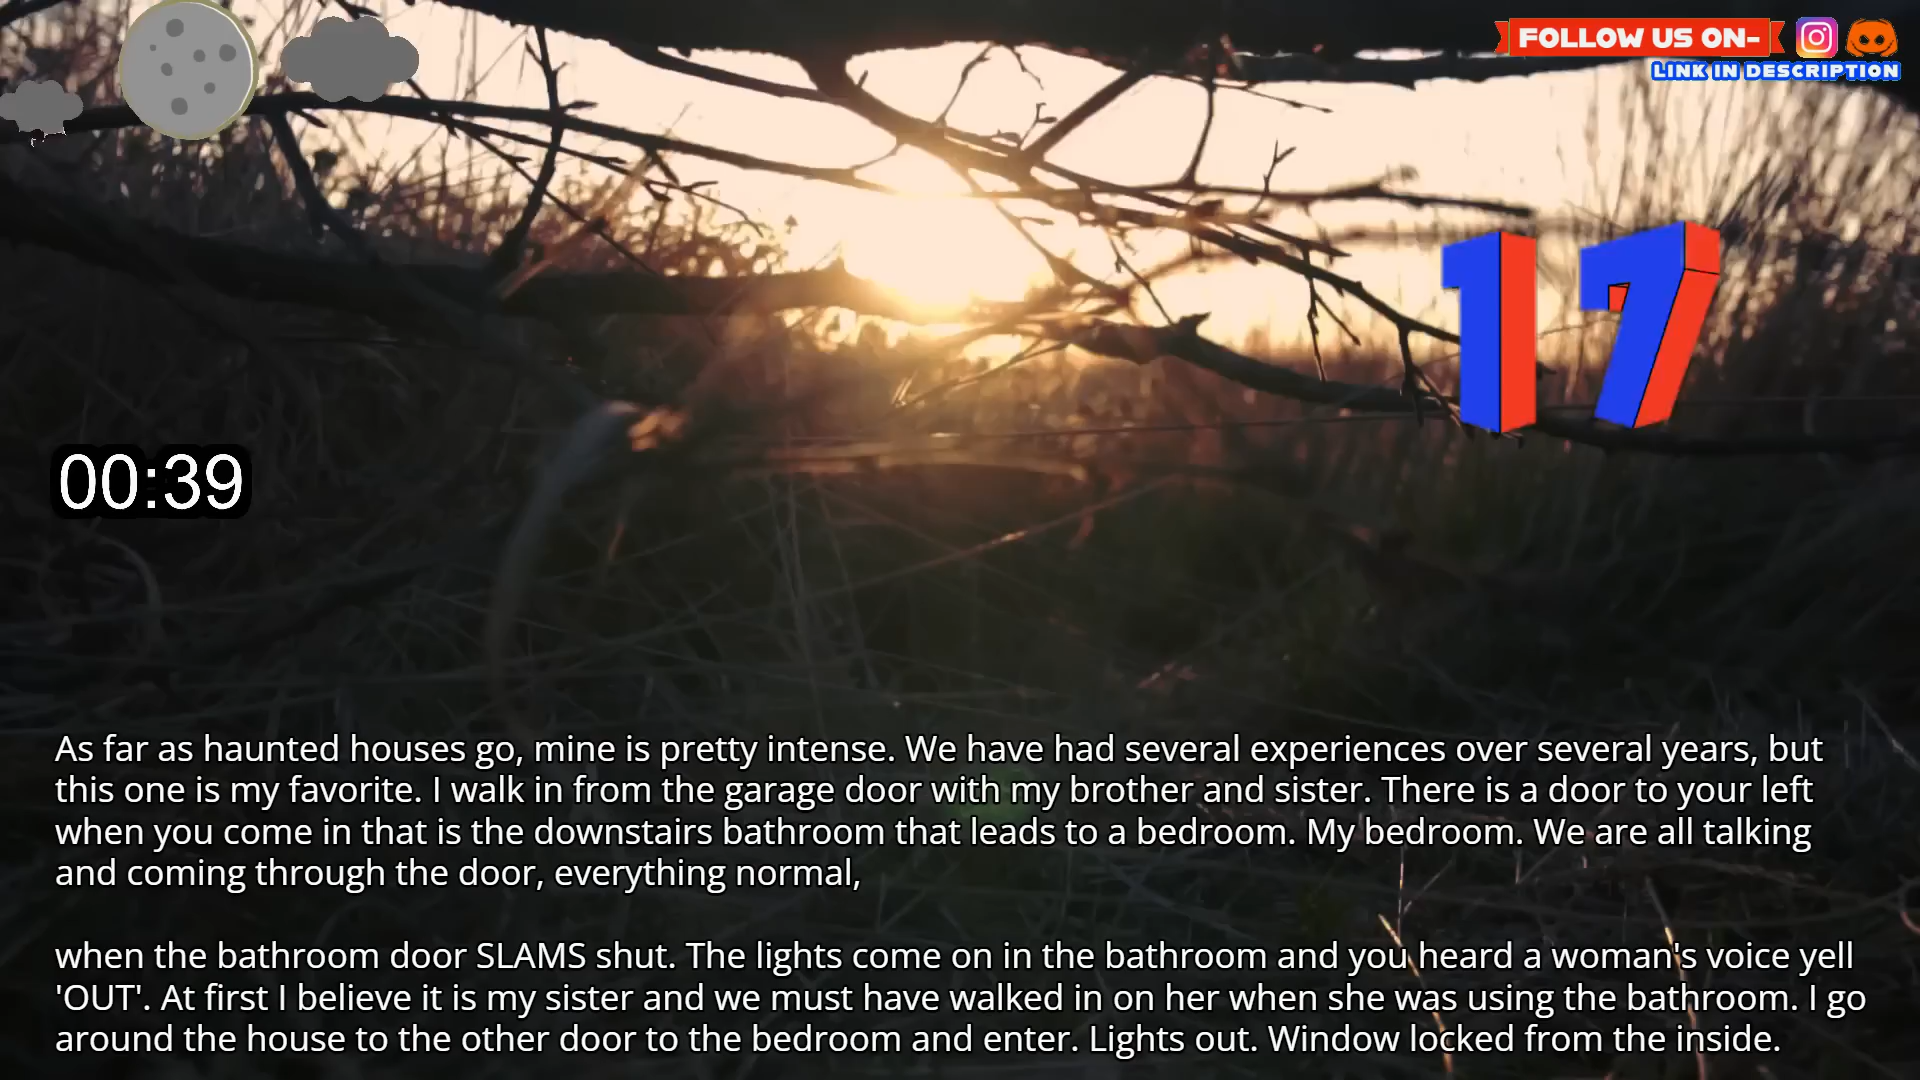 FOLLOW US ON-
LINK IN DESCRIPTION
17
00:39
As far as haunted houses go, mine is pretty intense. We have had several experiences over several years, but
this one is my favorite. I walk in from the garage door with my brother and sister. There is a door to your left
when you come in that is the downstairs bathroom that leads to a bedroom. My bedroom. We are all talking
and coming through the door, everything normal,
when the bathroom door SLAMS shut. The lights come on in the bathroom and you heard a woman's voice yell
'OUT'. At first I believe it is my sister and we must have walked in on her when she was using the bathroom. I go
around the house to the other door to the bedroom and enter. Lights out. Window locked from the inside.